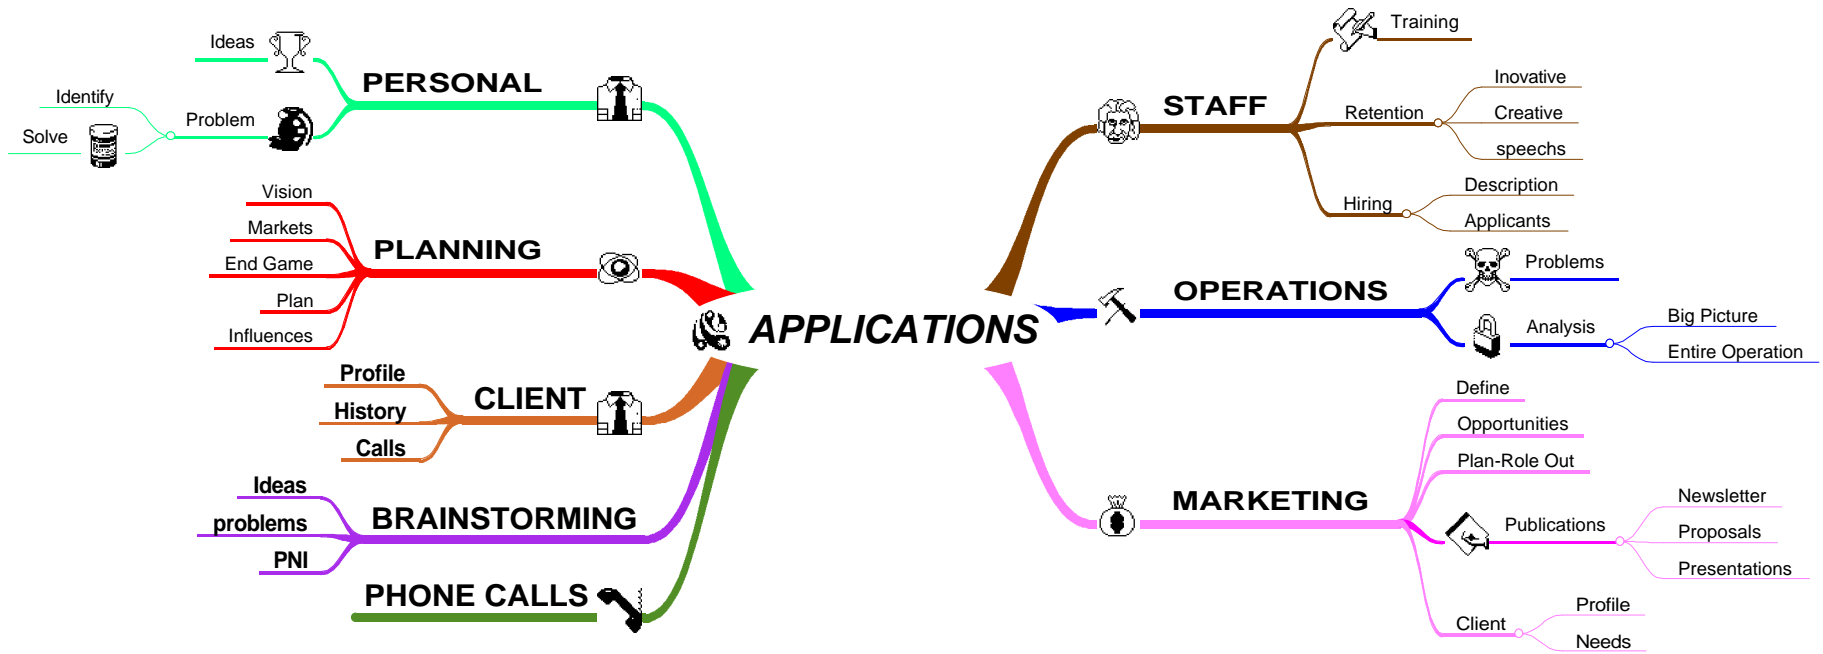 APPLICATIONS
PERSONAL
Ideas
Problem
Identify
Solve
PLANNING
Vision
Markets
End Game
Plan
Influences
CLIENT
Profile
History
Calls
BRAINSTORMING
Ideas
problems
PNI
PHONE CALLS
STAFF
Training
Retention
Inovative
Creative
speechs
Hiring
Description
Applicants
OPERATIONS
Problems
Analysis
Big Picture
Entire Operation
MARKETING
Define
Opportunities
Plan-Role Out
Publications
Newsletter
Proposals
Presentations
Client
Profile
Needs